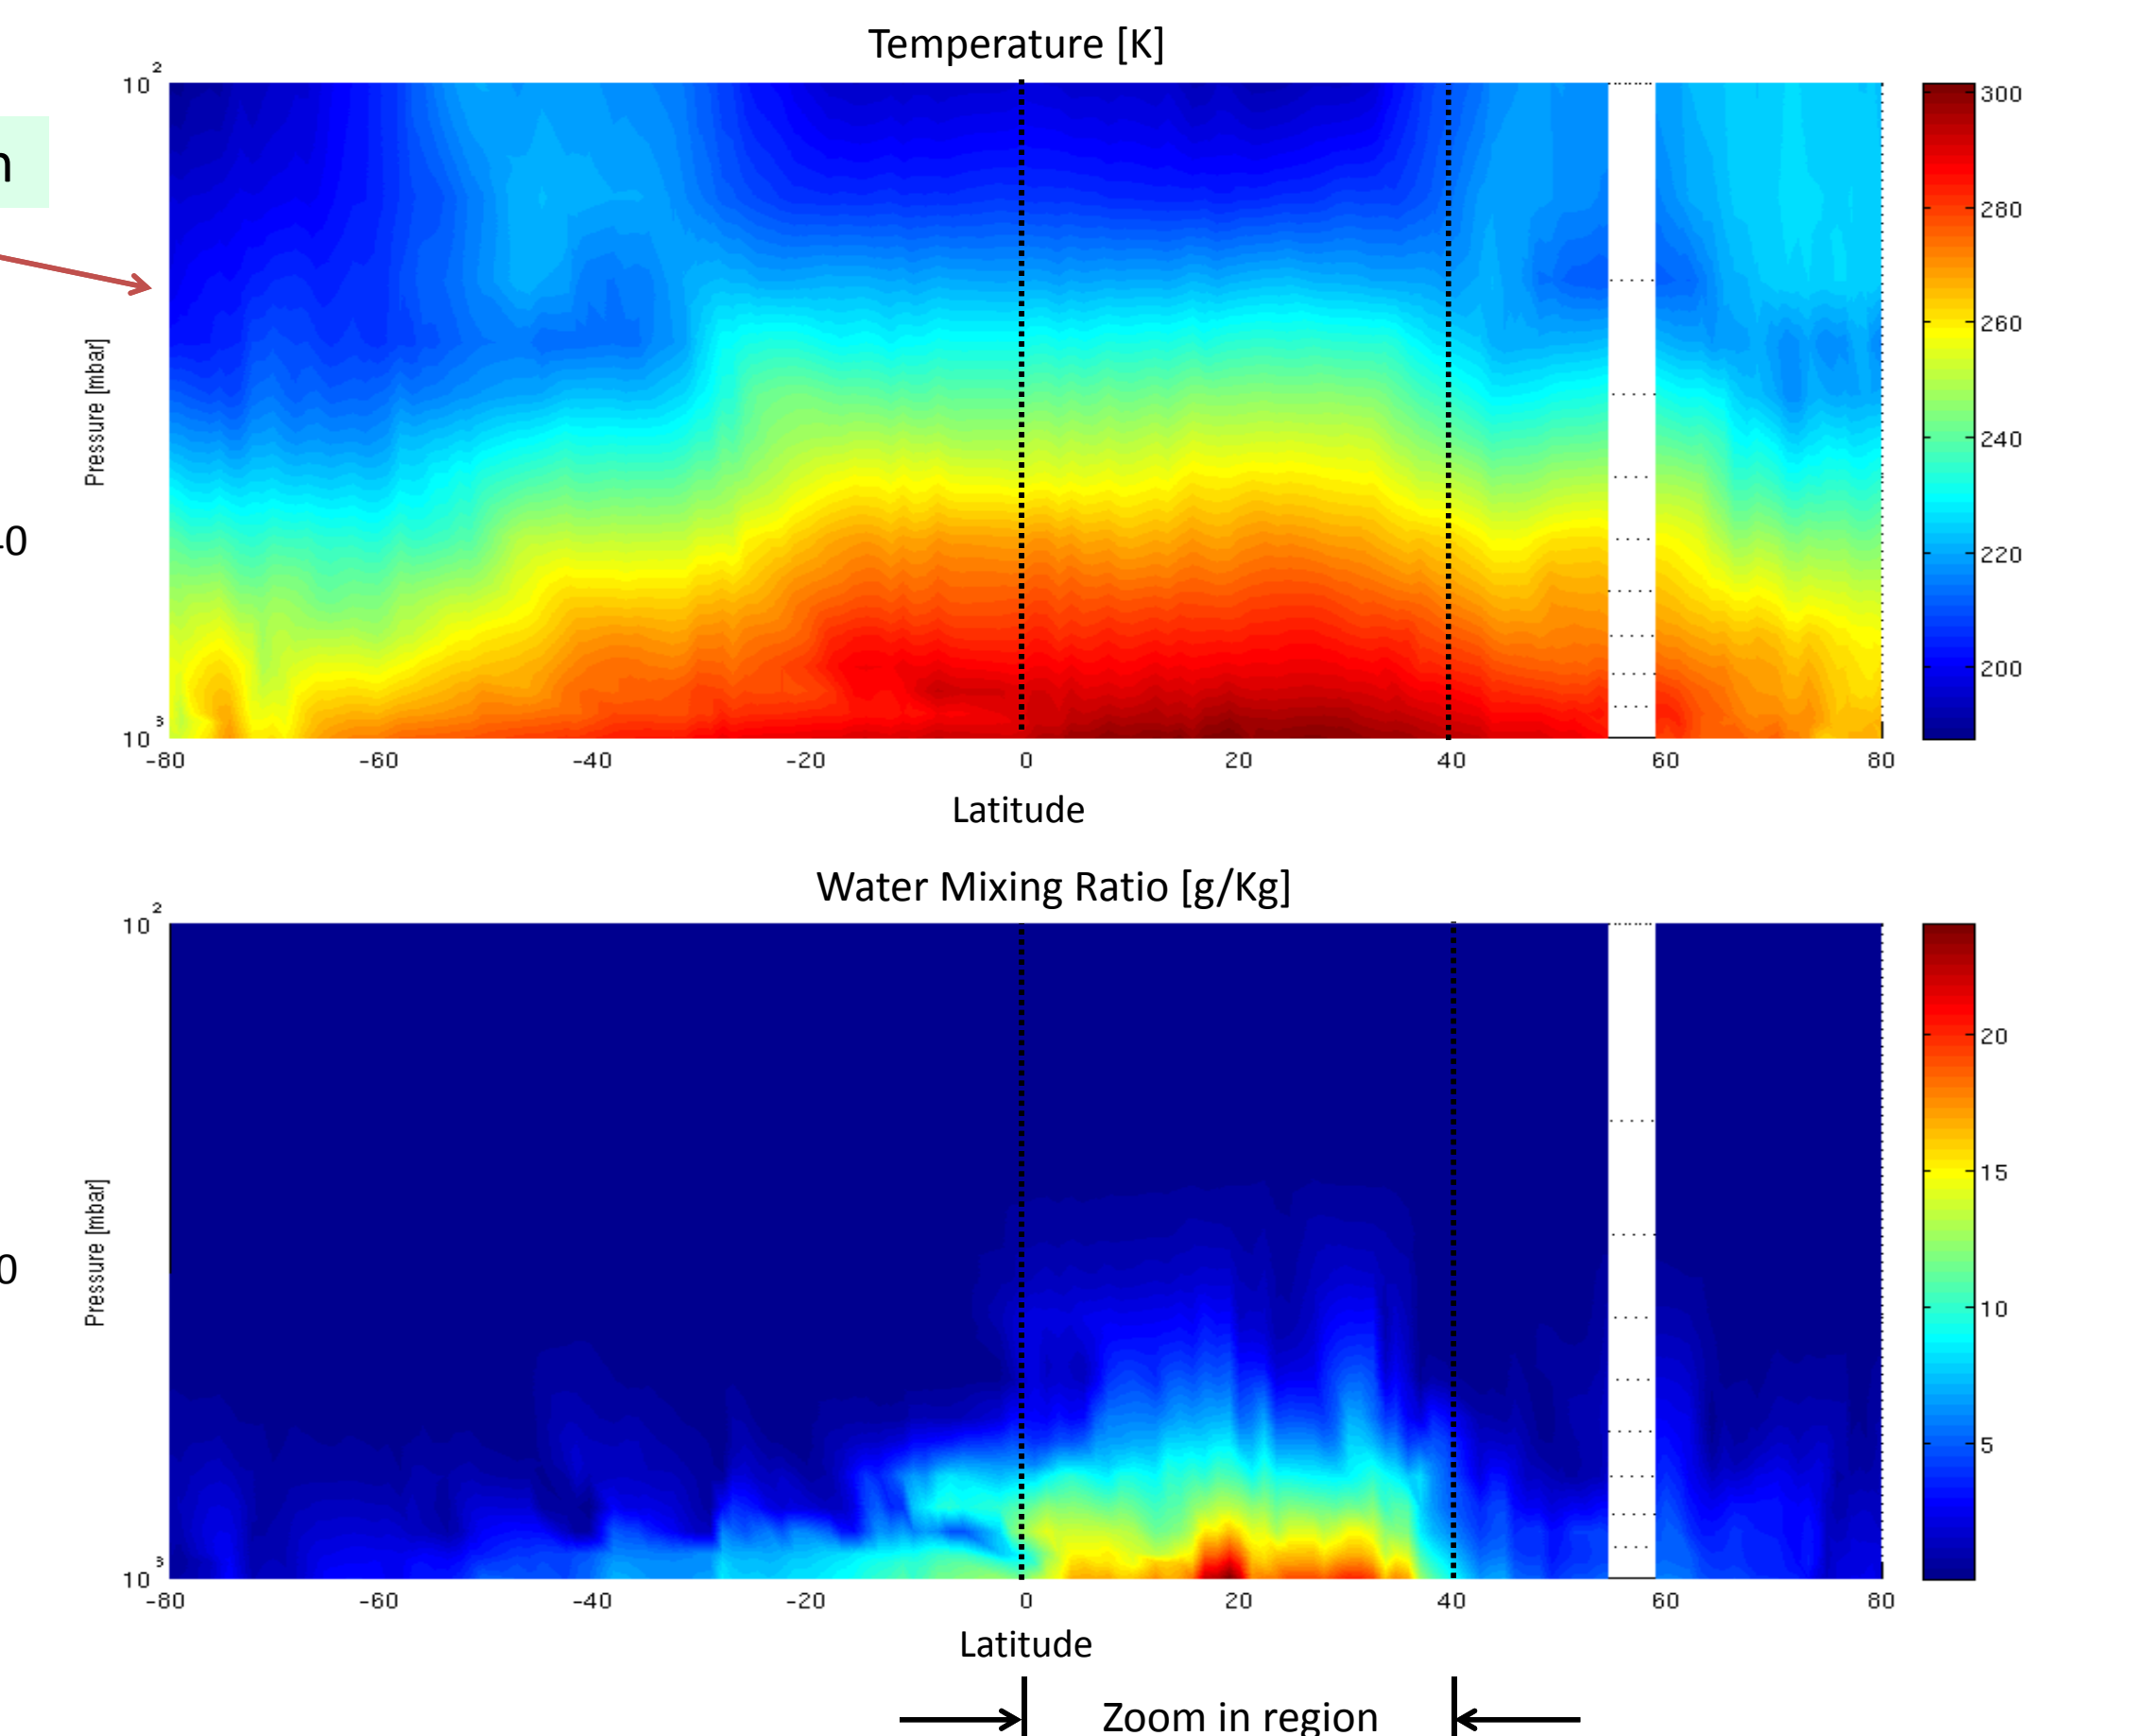 Temperature [K]
10²
300
280
260
240
220
200
Pressure [mbar]
10³
-80 -60 -40 -20 0 20 40 60 80
Latitude
Water Mixing Ratio [g/Kg]
10²
20
15
10
5
Pressure [mbar]
10³
-80 -60 -40 -20 0 20 40 60 80
Latitude
Zoom in region